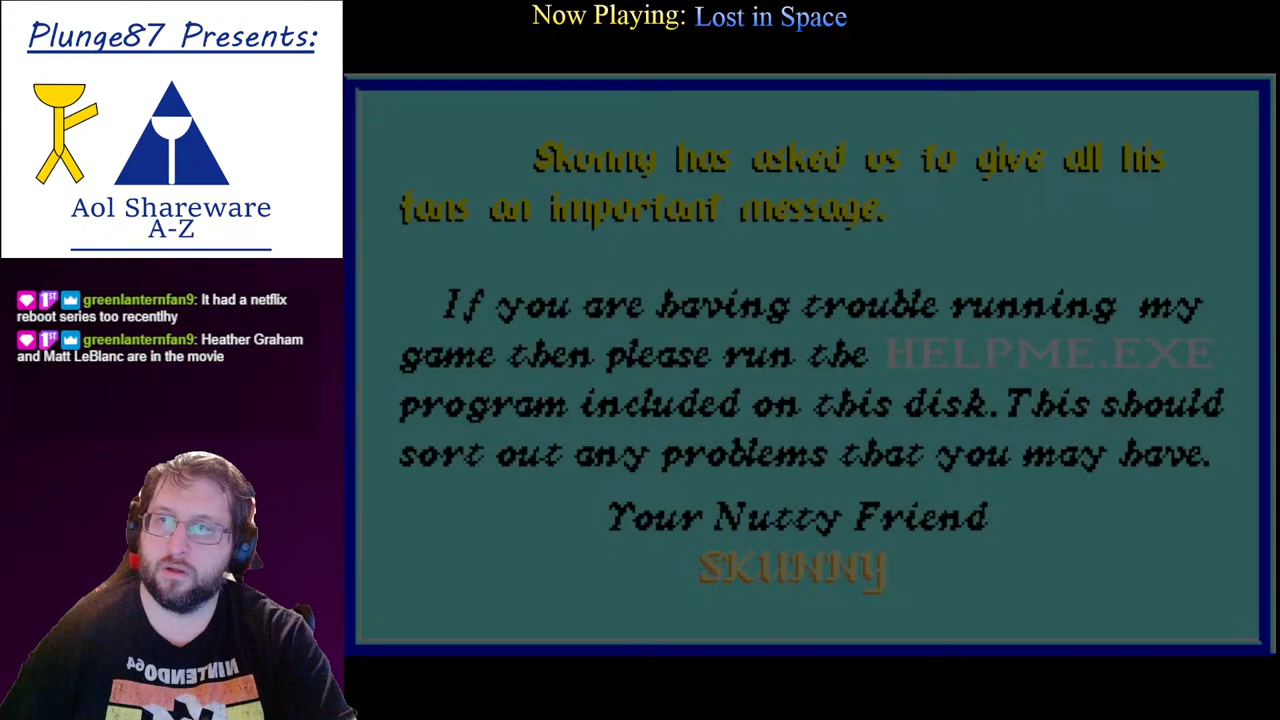 Now Playing: Lost in Space
Plunge87 Presents:
Aol Shareware
A-Z
greenlanternfan9: It had a netflix
reboot series too recentlhy
greenlanternfan9: Heather Graham
and Matt LeBlanc are in the movie
Skunny has asked us to give all his
fans an important message.
If you are having trouble running my
game then please run the HELPME.EXE
program included on this disk. This should
sort out any problems that you may have.
Your Nutty Friend
SKUNNY
NINTENDO64